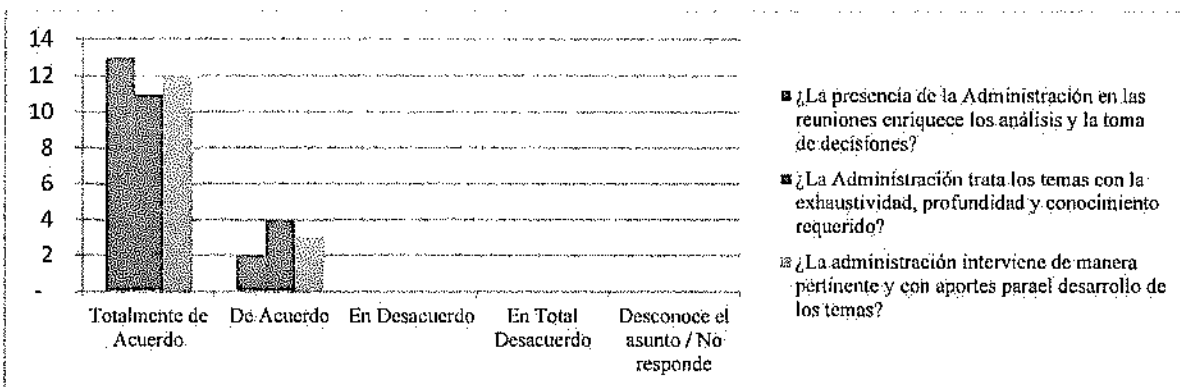 14
12
10
8
6
4
2
-
Totalmente de Acuerdo
De Acuerdo
En Desacuerdo
En Total Desacuerdo
Desconoce el asunto / No responde
¿La presencia de la Administración en las
reuniones enriquece los análisis y la toma
de decisiones?
¿La Administración trata los temas con la
exhaustividad, profundidad y conocimiento
requerido?
¿La administración interviene de manera
pertinente y con aportes parael desarrollo de
los temas?